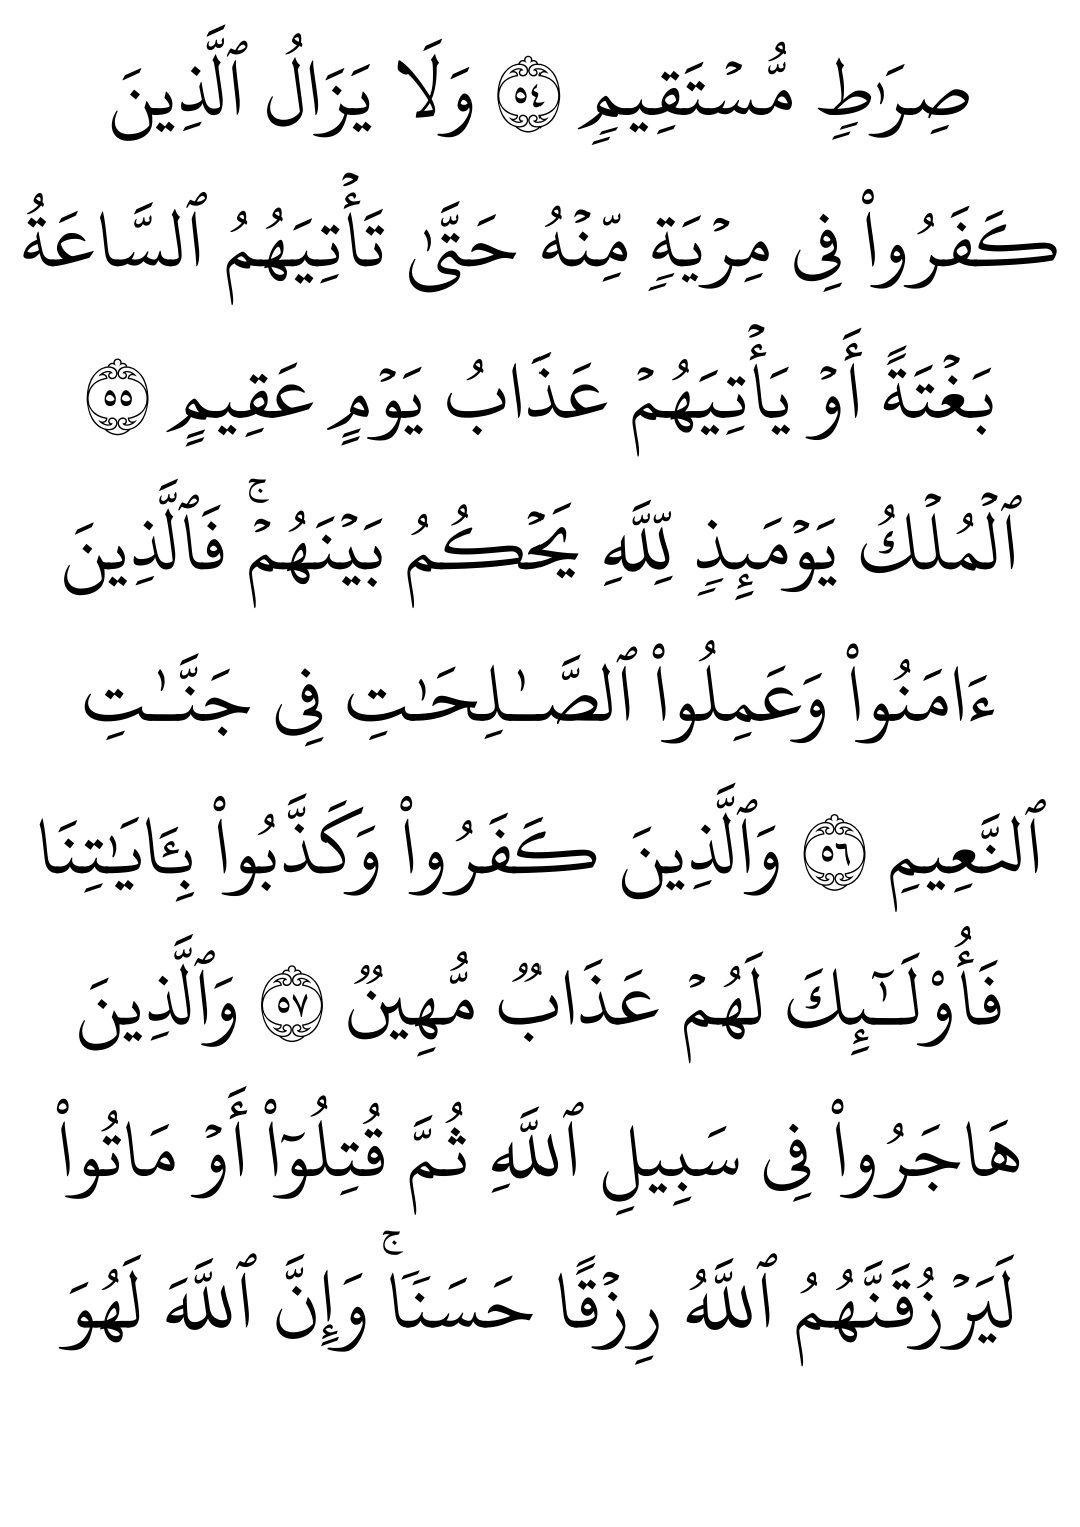 صِرَٰطٖ مُّسۡتَقِيمٖ ٥٤ وَلَا يَزَالُ ٱلَّذِينَ
كَفَرُواْ فِي مِرۡيَةٖ مِّنۡهُ حَتَّىٰ تَأۡتِيَهُمُ ٱلسَّاعَةُ
بَغۡتَةً أَوۡ يَأۡتِيَهُمۡ عَذَابُ يَوۡمٍ عَقِيمٍ ٥٥
ٱلۡمُلۡكُ يَوۡمَئِذٖ لِّلَّهِ يَحۡكُمُ بَيۡنَهُمۡۚ فَٱلَّذِينَ
ءَامَنُواْ وَعَمِلُواْ ٱلصَّـٰلِحَٰتِ فِي جَنَّـٰتِ
ٱلنَّعِيمِ ٥٦ وَٱلَّذِينَ كَفَرُواْ وَكَذَّبُواْ بِـَٔايَٰتِنَا
فَأُوْلَـٰٓئِكَ لَهُمۡ عَذَابٞ مُّهِينٞ ٥٧ وَٱلَّذِينَ
هَاجَرُواْ فِي سَبِيلِ ٱللَّهِ ثُمَّ قُتِلُوٓاْ أَوۡ مَاتُواْ
لَيَرۡزُقَنَّهُمُ ٱللَّهُ رِزۡقًا حَسَنٗاۚ وَإِنَّ ٱللَّهَ لَهُوَ